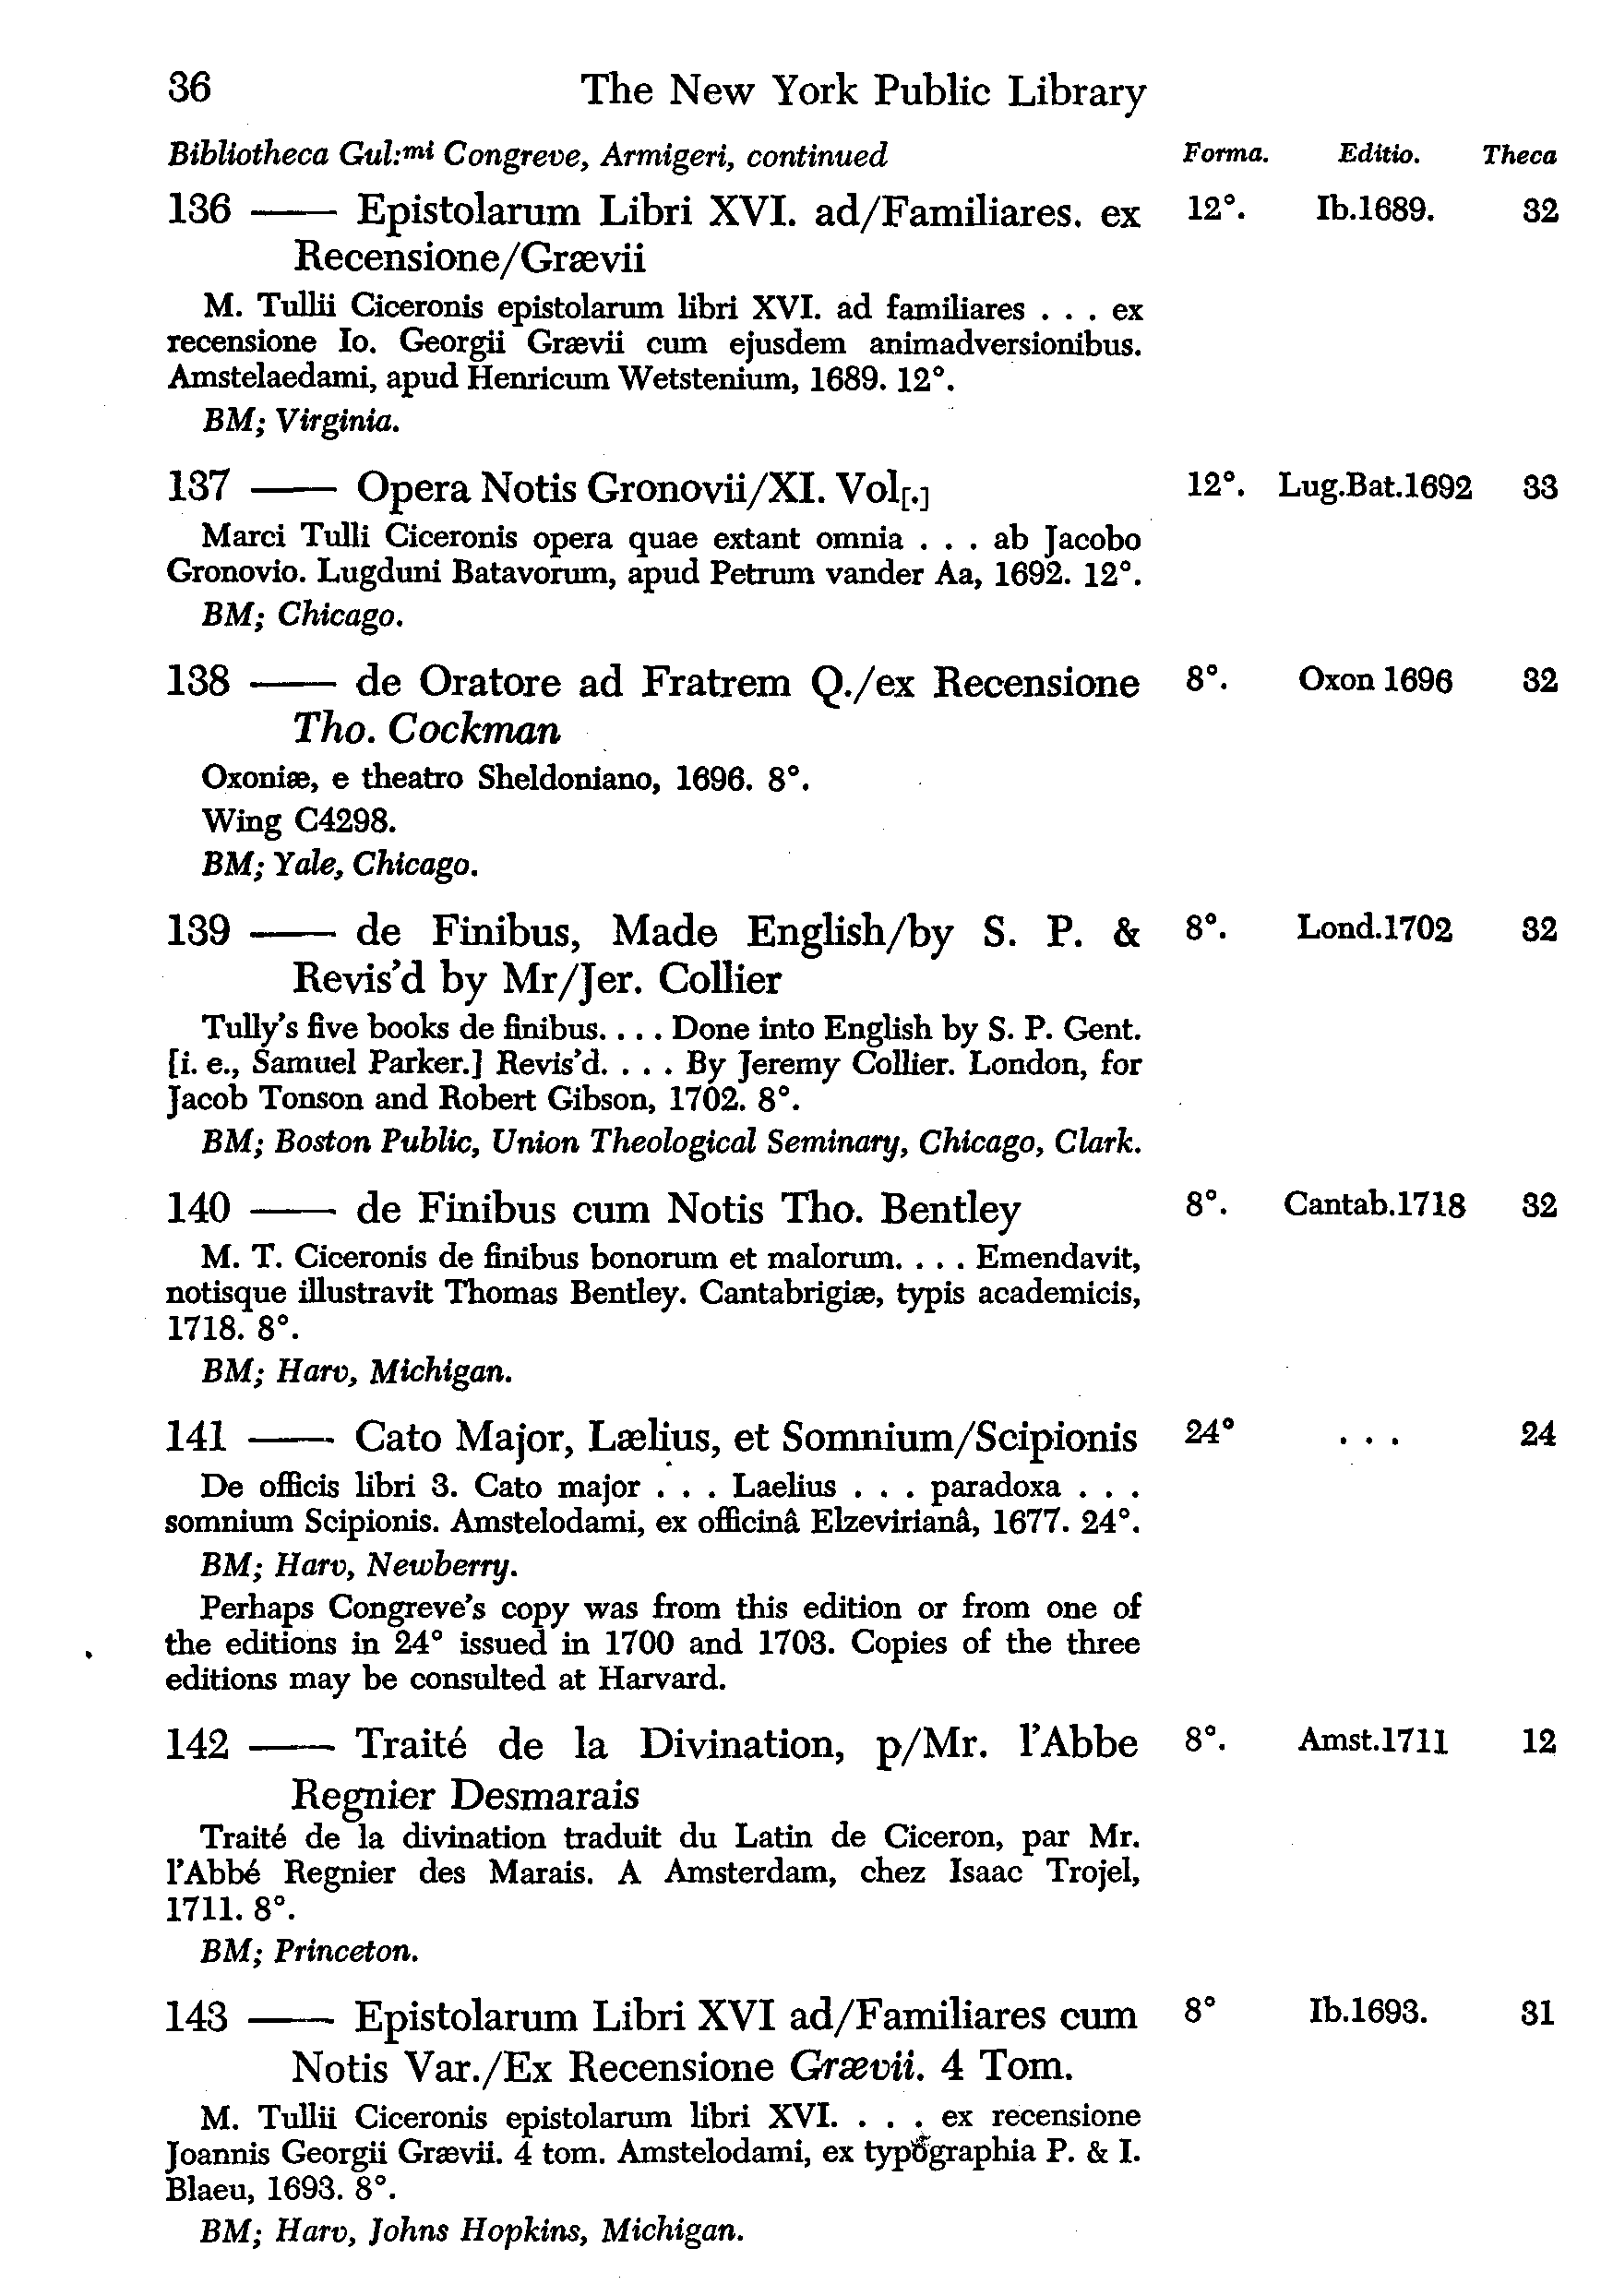 36 The New York Public Library
Bibliotheca Gul:mi Congreve, Armigeri, continued Forma. Editio. Theca
136 —— Epistolarum Libri XVI. ad/Familiares. ex 12°. Ib.1689. 32
Recensione/Grævii
M. Tullii Ciceronis epistolarum libri XVI. ad familiares . . . ex
recensione Io. Georgii Grævii cum ejusdem animadversionibus.
Amstelaedami, apud Henricum Wetstenium, 1689. 12°.
BM; Virginia.
137 —— Opera Notis Gronovii/XI. Vol[.] 12°. Lug.Bat.1692 33
Marci Tulli Ciceronis opera quae extant omnia . . . ab Jacobo
Gronovio. Lugduni Batavorum, apud Petrum vander Aa, 1692. 12°.
BM; Chicago.
138 —— de Oratore ad Fratrem Q./ex Recensione 8°. Oxon 1696 32
Tho. Cockman
Oxoniæ, e theatro Sheldoniano, 1696. 8°.
Wing C4298.
BM; Yale, Chicago.
139 —— de Finibus, Made English/by S. P. & 8°. Lond.1702 32
Revis'd by Mr/Jer. Collier
Tully's five books de finibus. . . . Done into English by S. P. Gent.
[i. e., Samuel Parker.] Revis'd. . . . By Jeremy Collier. London, for
Jacob Tonson and Robert Gibson, 1702. 8°.
BM; Boston Public, Union Theological Seminary, Chicago, Clark.
140 —— de Finibus cum Notis Tho. Bentley 8°. Cantab.1718 32
M. T. Ciceronis de finibus bonorum et malorum. . . . Emendavit,
notisque illustravit Thomas Bentley. Cantabrigiæ, typis academicis,
1718. 8°.
BM; Harv, Michigan.
141 —— Cato Major, Lælius, et Somnium/Scipionis 24° . . . 24
De officis libri 3. Cato major . . . Laelius . . . paradoxa . . .
somnium Scipionis. Amstelodami, ex officinâ Elzevirianâ, 1677. 24°.
BM; Harv, Newberry.
Perhaps Congreve's copy was from this edition or from one of
the editions in 24° issued in 1700 and 1703. Copies of the three
editions may be consulted at Harvard.
142 —— Traité de la Divination, p/Mr. l'Abbe 8°. Amst.1711 12
Regnier Desmarais
Traité de la divination traduit du Latin de Ciceron, par Mr.
l'Abbé Regnier des Marais. A Amsterdam, chez Isaac Trojel,
1711. 8°.
BM; Princeton.
143 —— Epistolarum Libri XVI ad/Familiares cum 8° Ib.1693. 31
Notis Var./Ex Recensione Grævii. 4 Tom.
M. Tullii Ciceronis epistolarum libri XVI. . . . ex recensione
Joannis Georgii Grævii. 4 tom. Amstelodami, ex typographia P. & I.
Blaeu, 1693. 8°.
BM; Harv, Johns Hopkins, Michigan.